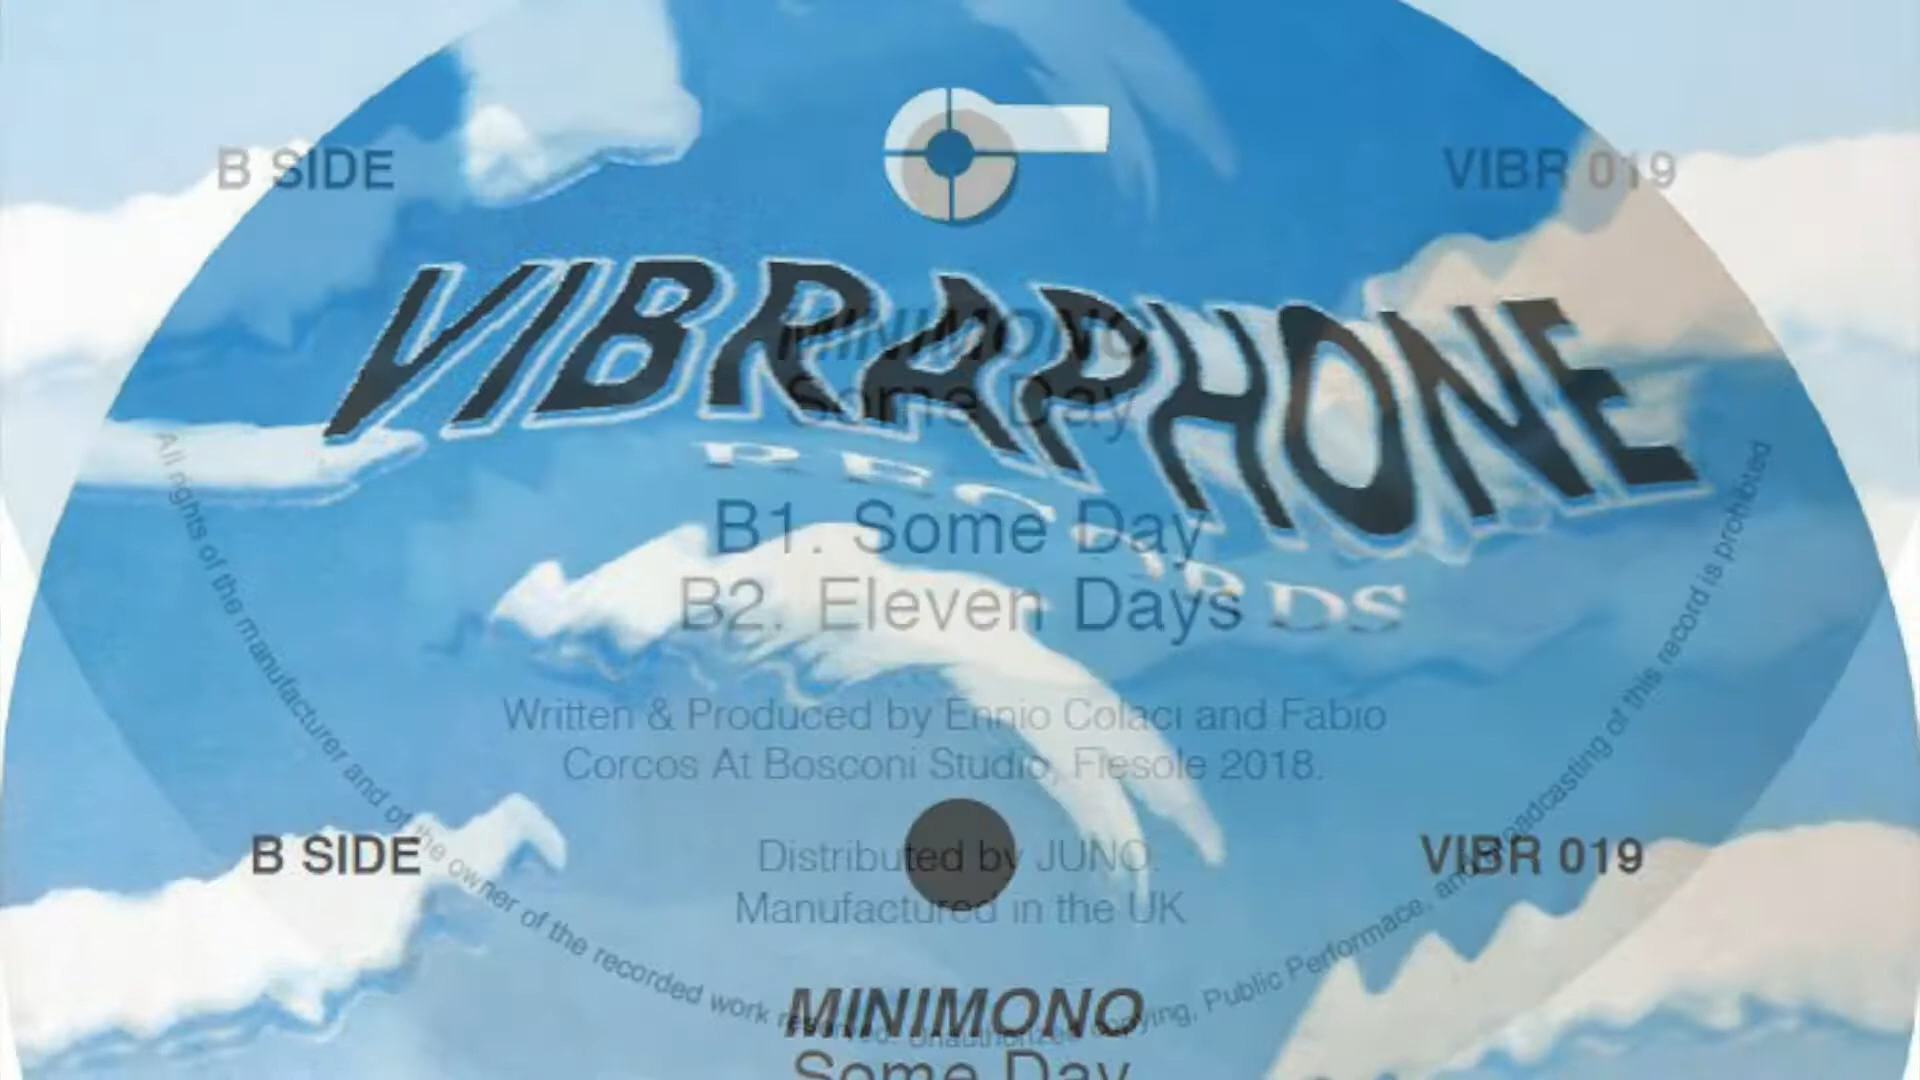 B SIDE
VIBR 019
VIBRAPHONE
RECORDS
MINIMONO
Some Day
B1. Some Day
B2. Eleven Days
Written & Produced by Ennio Colaci and Fabio
Corcos At Bosconi Studio, Fiesole 2018.
B SIDE
VIBR 019
Distributed by JUNO.
Manufactured in the UK
All rights of the manufacturer and of the owner of the recorded work reserved. Unauthorized copying, Public Performace, and broadcasting of this record is prohibited
MINIMONO
Some Day